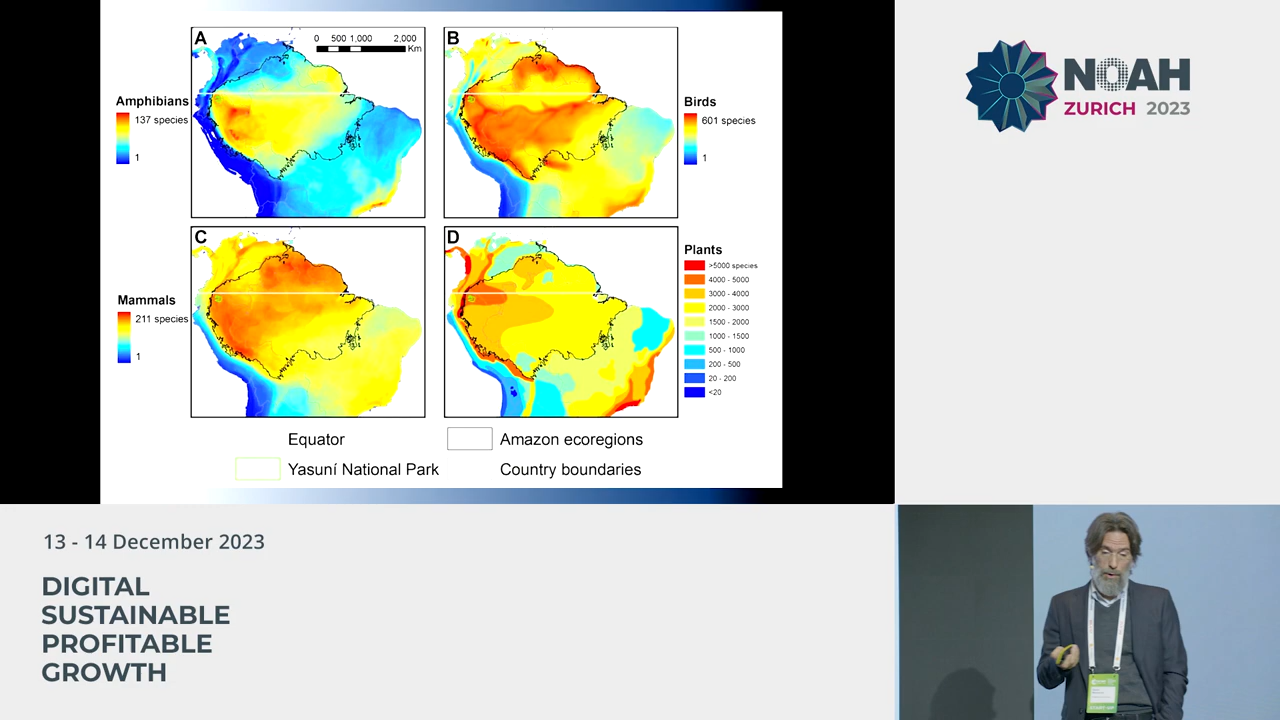 A
0 500 1,000 2,000
Km
Amphibians
137 species
1
B
Birds
601 species
1
C
Mammals
211 species
1
D
Plants
>5000 species
4000 - 5000
3000 - 4000
2000 - 3000
1500 - 2000
1000 - 1500
500 - 1000
200 - 500
20 - 200
<20
Equator
Amazon ecoregions
Yasuní National Park
Country boundaries
NOAH
ZURICH 2023
13 - 14 December 2023
DIGITAL
SUSTAINABLE
PROFITABLE
GROWTH